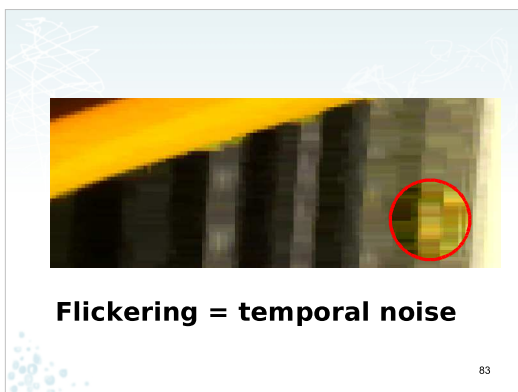 Flickering = temporal noise
83